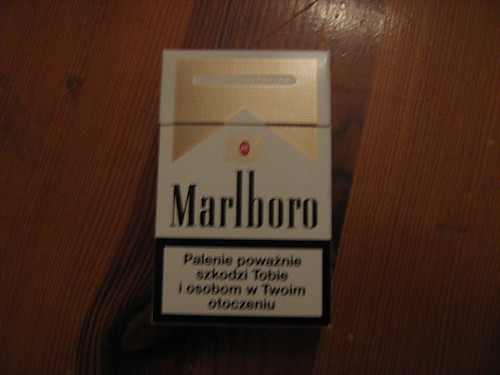 Marlboro
Palenie poważnie
szkodzi Tobie
i osobom w Twoim
otoczeniu